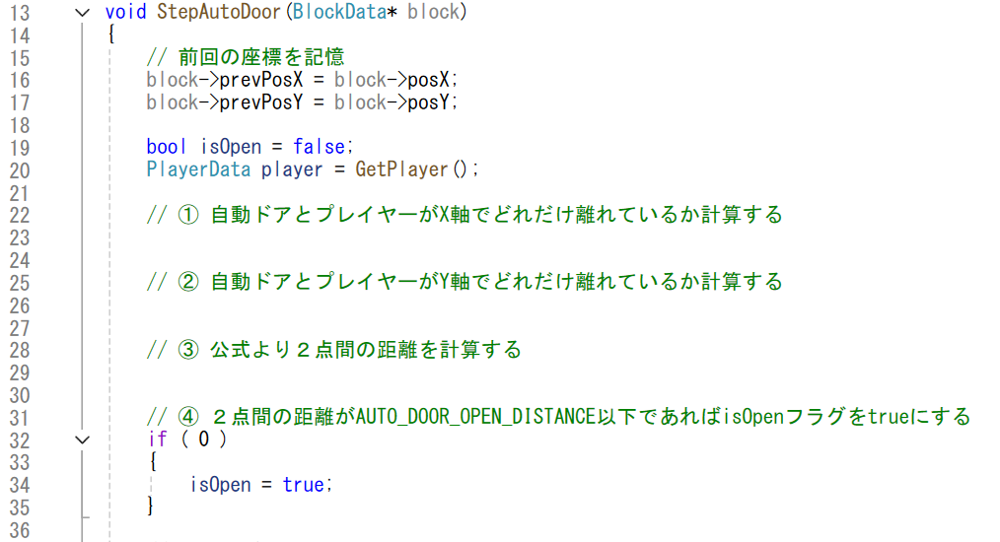 13 void StepAutoDoor(BlockData* block)
14 {
15 // 前回の座標を記憶
16 block->prevPosX = block->posX;
17 block->prevPosY = block->posY;
18
19 bool isOpen = false;
20 PlayerData player = GetPlayer();
21
22 // ① 自動ドアとプレイヤーがX軸でどれだけ離れているか計算する
23
24
25 // ② 自動ドアとプレイヤーがY軸でどれだけ離れているか計算する
26
27
28 // ③ 公式より２点間の距離を計算する
29
30
31 // ④ ２点間の距離がAUTO_DOOR_OPEN_DISTANCE以下であればisOpenフラグをtrueにする
32 if ( 0 )
33 {
34 isOpen = true;
35 }
36